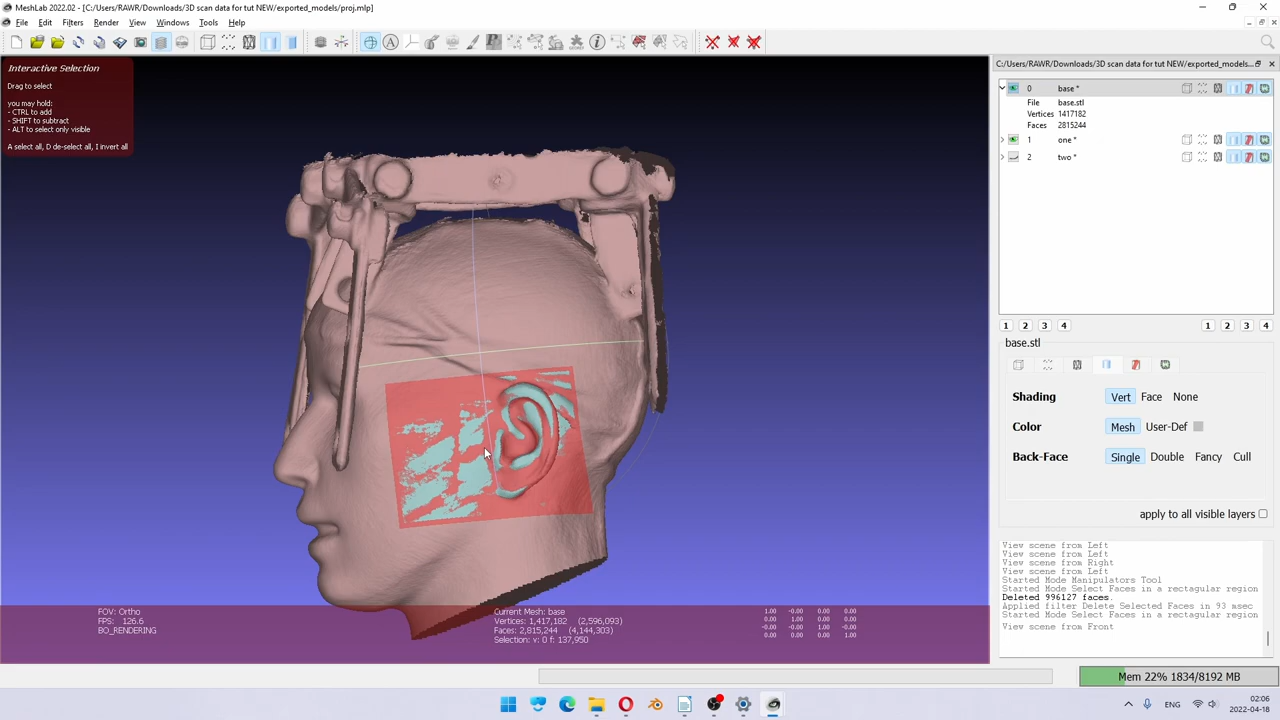 MeshLab 2022.02 - [C:/Users/RAWR/Downloads/3D scan data for tut NEW/exported_models/proj.mlp]
File Edit Filters Render View Windows Tools Help
Interactive Selection
Drag to select
you may hold:
- CTRL to add
- SHIFT to subtract
- ALT to select only visible
A select all, D de-select all, I invert all
C:/Users/RAWR/Downloads/3D scan data for tut NEW/exported_models...
0 base *
File base.stl
Vertices 1417182
Faces 2815244
1 one *
2 two *
1 2 3 4 1 2 3 4
base.stl
Shading Vert Face None
Color Mesh User-Def
Back-Face Single Double Fancy Cull
apply to all visible layers
View scene from Left
View scene from Left
View scene from Right
View scene from Left
Started Mode Manipulators Tool
Started Mode Select Faces in a rectagular region
Deleted 996127 faces.
Applied filter Delete Selected Faces in 93 msec
Started Mode Select Faces in a rectagular region
View scene from Front
FOV: Ortho
FPS: 126.6
BO_RENDERING
Current Mesh: base
Vertices: 1,417,182 (2,596,093)
Faces: 2,815,244 (4,144,303)
Selection: v: 0 f: 137,950
1.00 -0.00 0.00 0.00
0.00 1.00 0.00 0.00
-0.00 -0.00 1.00 -0.00
0.00 0.00 0.00 1.00
Mem 22% 1834/8192 MB
ENG
02:06
2022-04-18